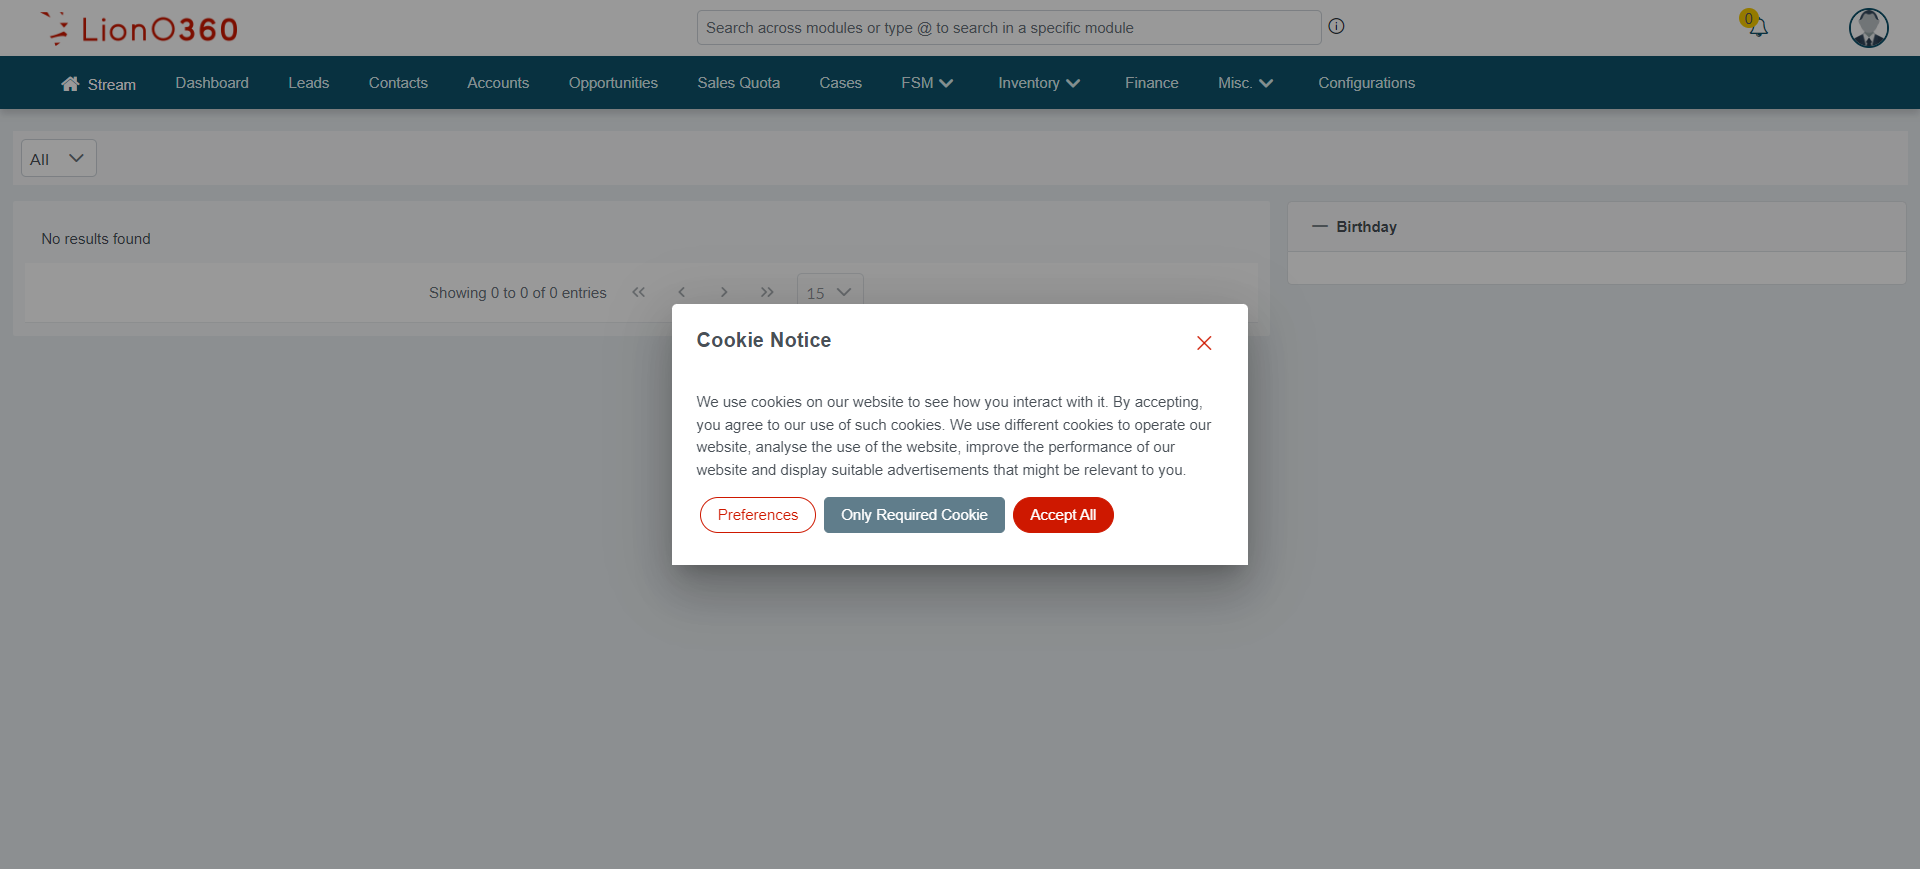 LionO360
Search across modules or type @ to search in a specific module
0
Stream
Dashboard
Leads
Contacts
Accounts
Opportunities
Sales Quota
Cases
FSM
Inventory
Finance
Misc.
Configurations
All
No results found
Showing 0 to 0 of 0 entries
15
Birthday
Cookie Notice
We use cookies on our website to see how you interact with it. By accepting,
you agree to our use of such cookies. We use different cookies to operate our
website, analyse the use of the website, improve the performance of our
website and display suitable advertisements that might be relevant to you.
Preferences
Only Required Cookie
Accept All